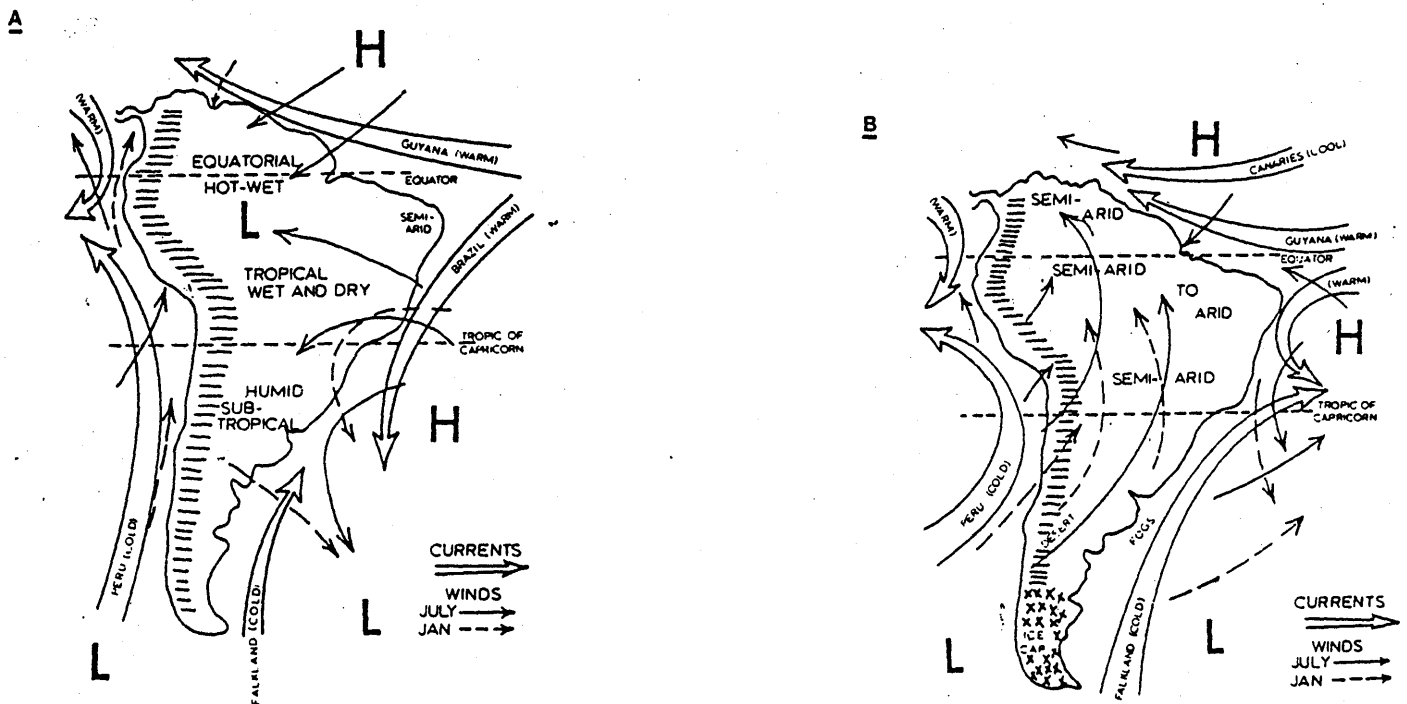 A
H
(WARM)
GUYANA (WARM)
EQUATORIAL
EQUATOR
HOT-WET
L
SEMI-
ARID
BRAZIL (WARM)
TROPICAL
WET AND DRY
TROPIC OF
CAPRICORN
HUMID
SUB-
TROPICAL
H
PERU (COLD)
FALKLAND (COLD)
L
L
CURRENTS
WINDS
JULY
JAN
B
H
CANARIES (COOL)
SEMI-
ARID
(WARM)
GUYANA (WARM)
EQUATOR
SEMI-ARID
(WARM)
TO
ARID
H
SEMI-ARID
TROPIC OF
CAPRICORN
PERU (COLD)
DESERT
FOGS
ICE
CAP
FALKLAND (COLD)
L
L
CURRENTS
WINDS
JULY
JAN